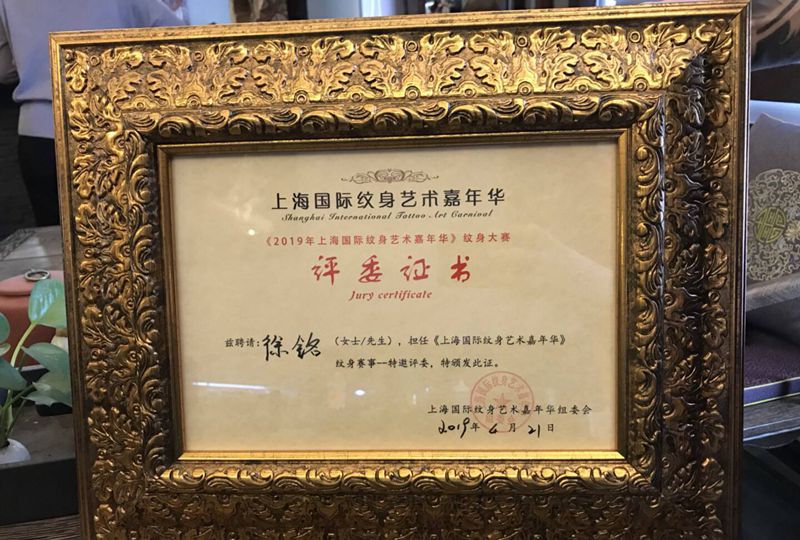 上海国际纹身艺术嘉年华
Shanghai International Tattoo Art Carnival
《2019年上海国际纹身艺术嘉年华》纹身大赛
评委证书
Jury certificate
兹聘请：徐铭（女士/先生），担任《上海国际纹身艺术嘉年华》
纹身赛事--特邀评委，特颁发此证。
上海国际纹身艺术嘉年华组委会
2019年6月21日